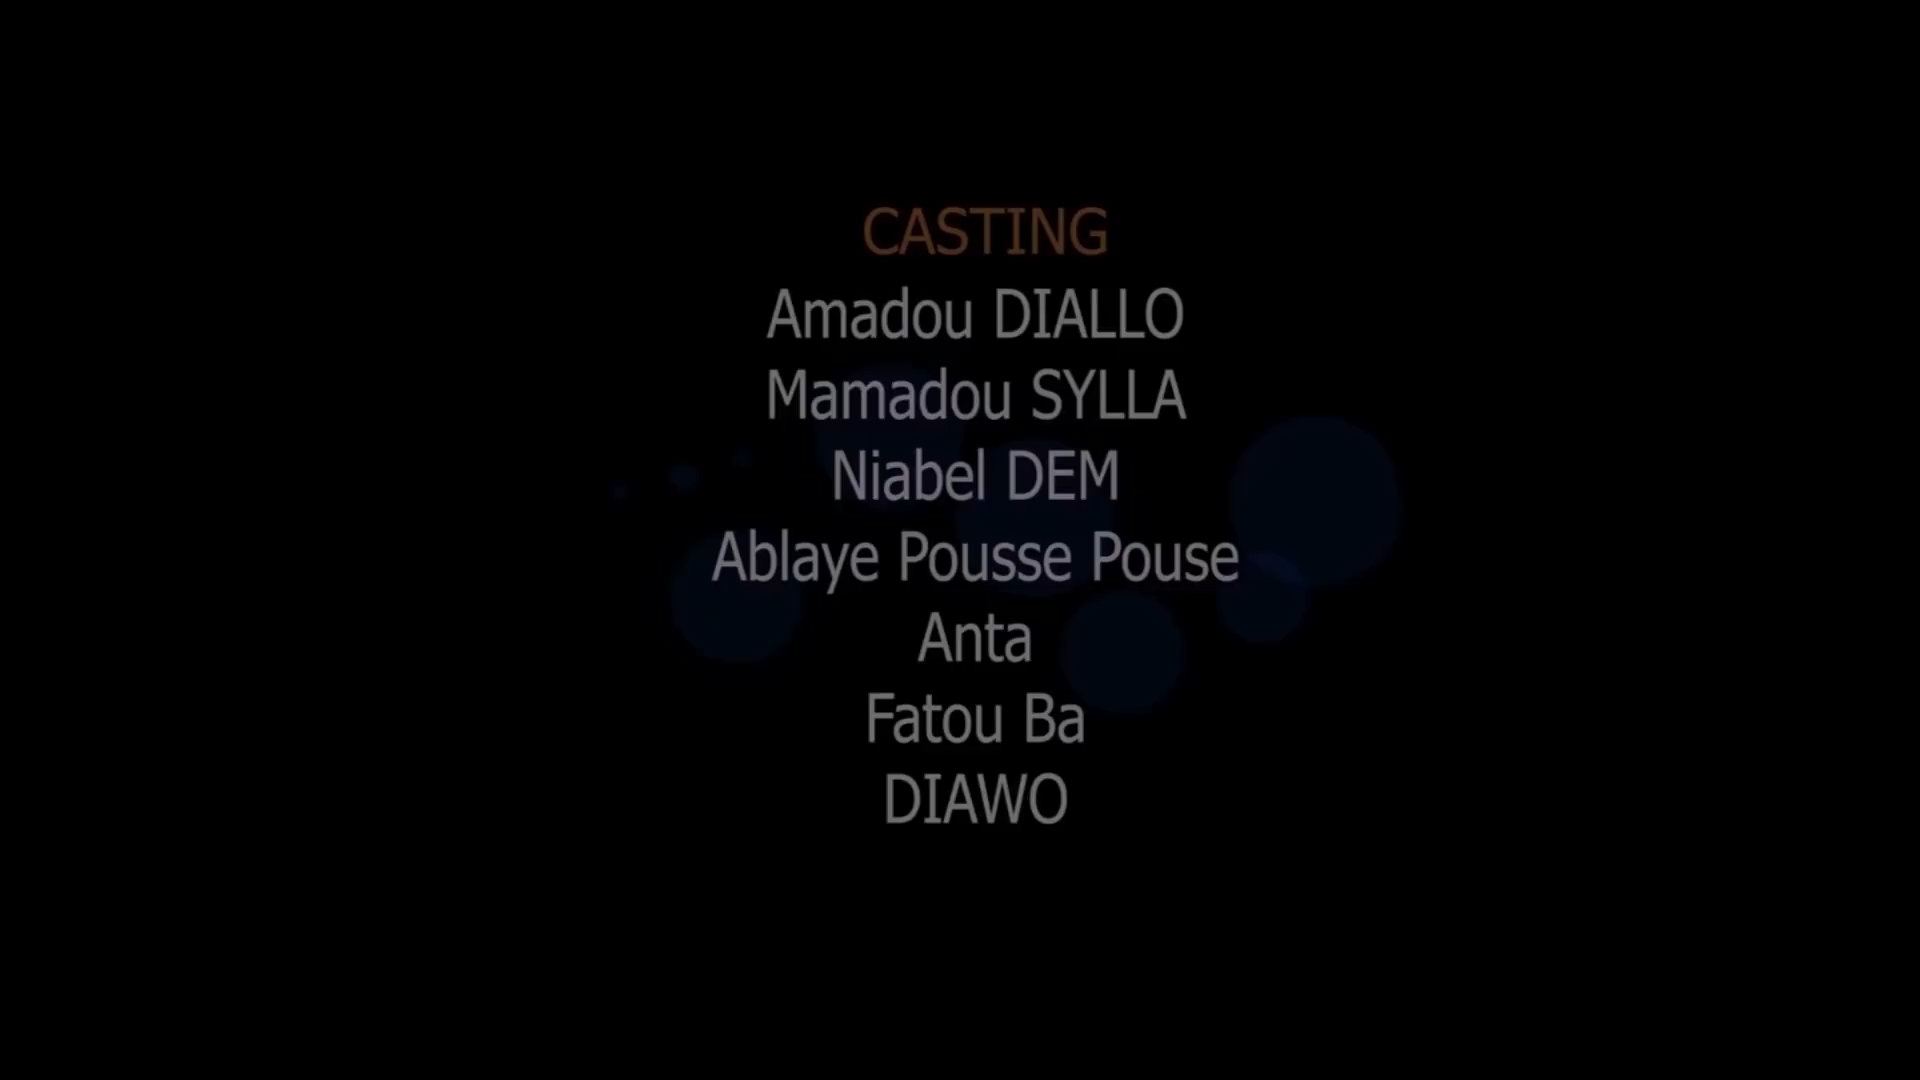 CASTING
Amadou DIALLO
Mamadou SYLLA
Niabel DEM
Ablaye Pousse Pouse
Anta
Fatou Ba
DIAWO